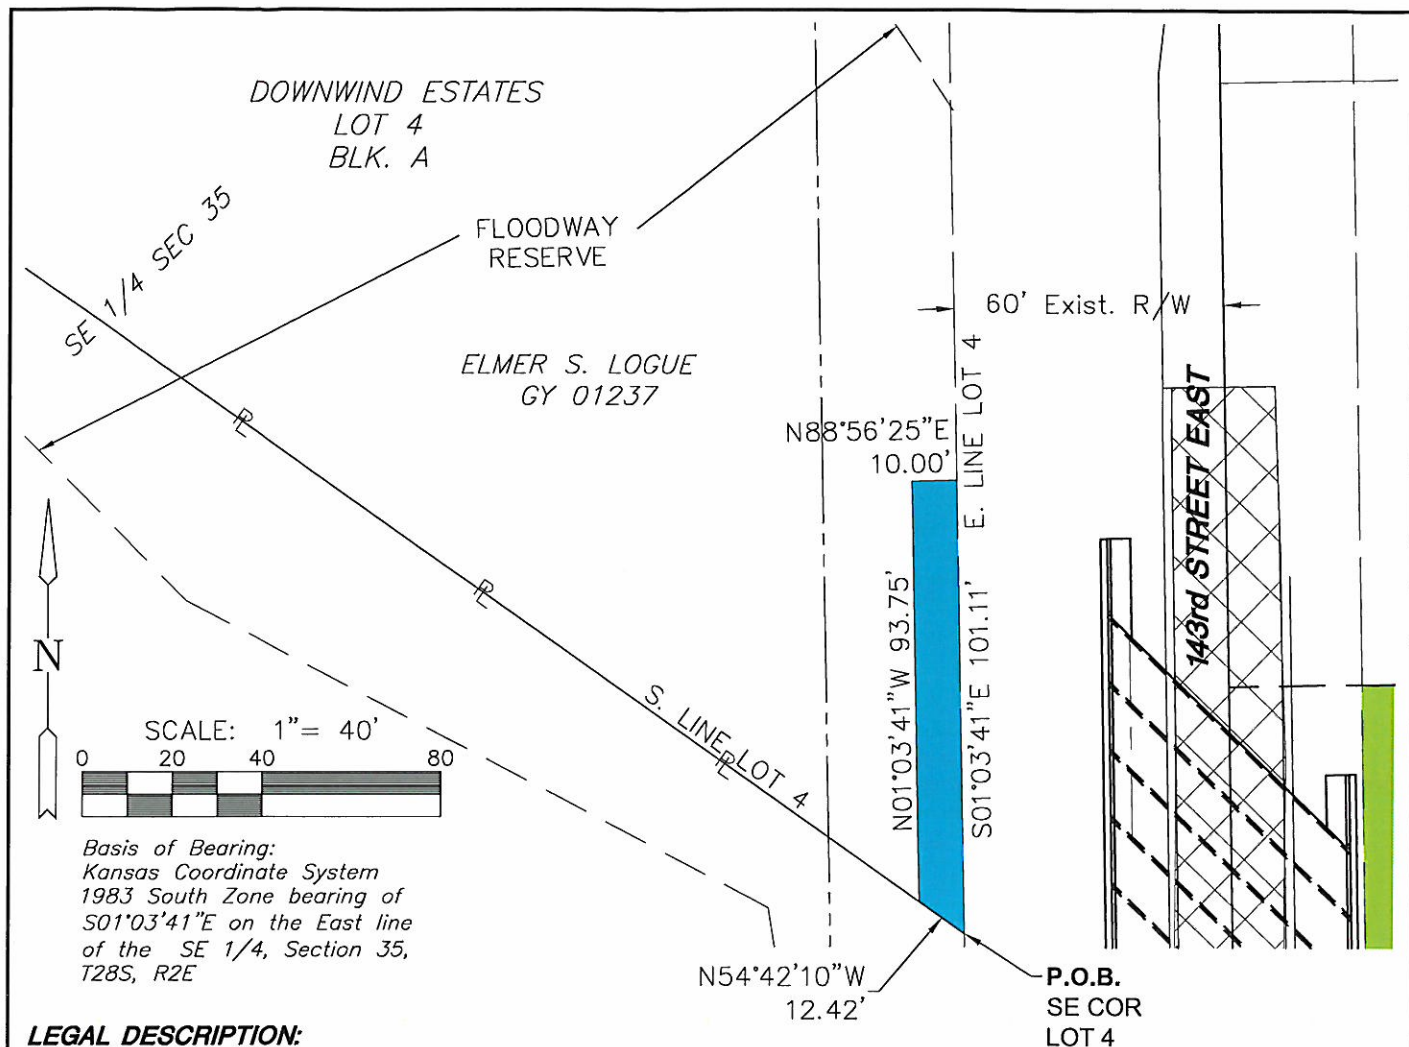 DOWNWIND ESTATES
LOT 4
BLK. A
SE 1/4 SEC 35
FLOODWAY
RESERVE
60' Exist. R/W
ELMER S. LOGUE
GY 01237
E. LINE LOT 4
143rd STREET EAST
N88°56'25"E
10.00'
N01°03'41"W 93.75'
S01°03'41"E 101.11'
PL
PL
PL
S. LINE LOT 4
N
SCALE: 1"= 40'
0 20 40 80
Basis of Bearing:
Kansas Coordinate System
1983 South Zone bearing of
S01°03'41"E on the East line
of the SE 1/4, Section 35,
T28S, R2E
N54°42'10"W
12.42'
P.O.B.
SE COR
LOT 4
LEGAL DESCRIPTION: